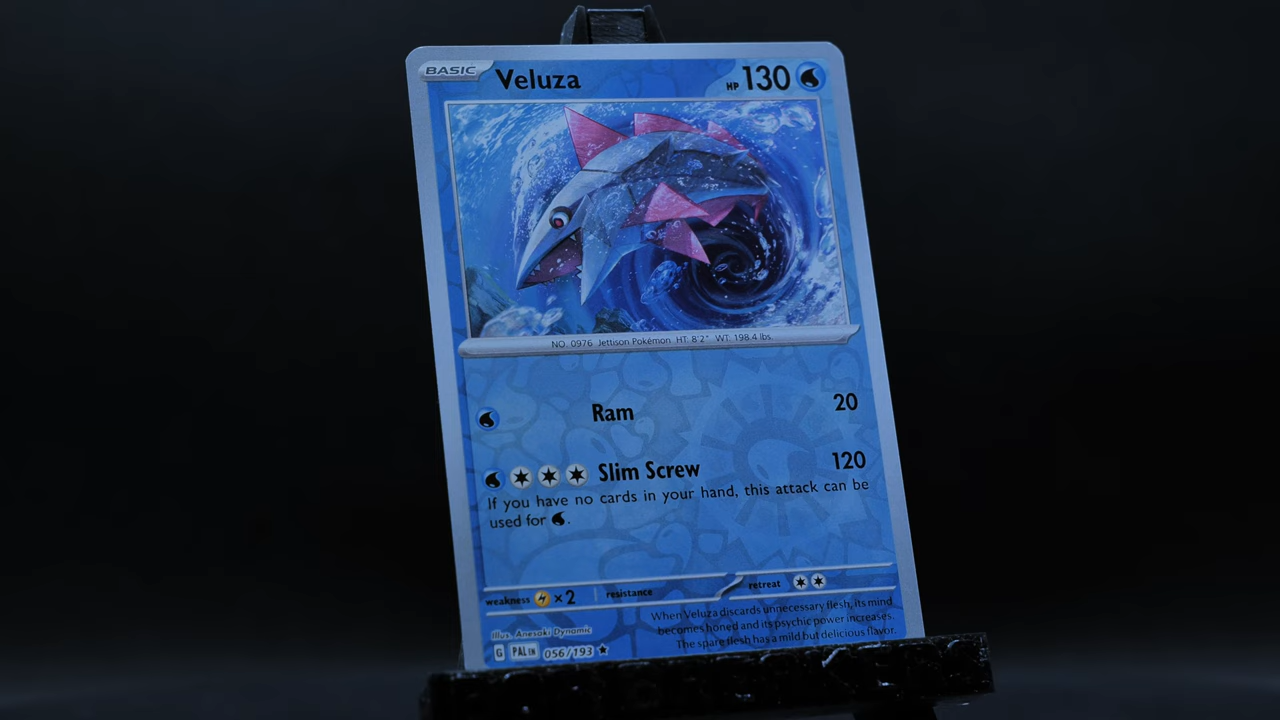 BASIC Veluza HP 130
NO. 0976 Jettison Pokémon HT: 8'2" WT: 198.4 lbs.
Ram 20
Slim Screw 120
If you have no cards in your hand, this attack can be
used for .
weakness ×2 resistance retreat
When Veluza discards unnecessary flesh, its mind
becomes honed and its psychic power increases.
The spare flesh has a mild but delicious flavor.
Illus. Anesaki Dynamic
G PAL EN 056/193 ★